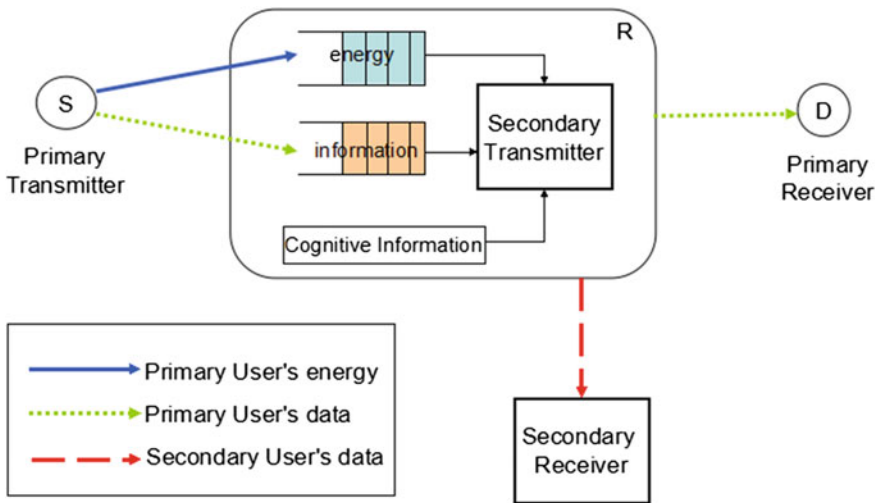 R
energy
S
D
Secondary
Transmitter
information
Primary
Transmitter
Primary
Receiver
Cognitive Information
Primary User's energy
Primary User's data
Secondary User's data
Secondary
Receiver